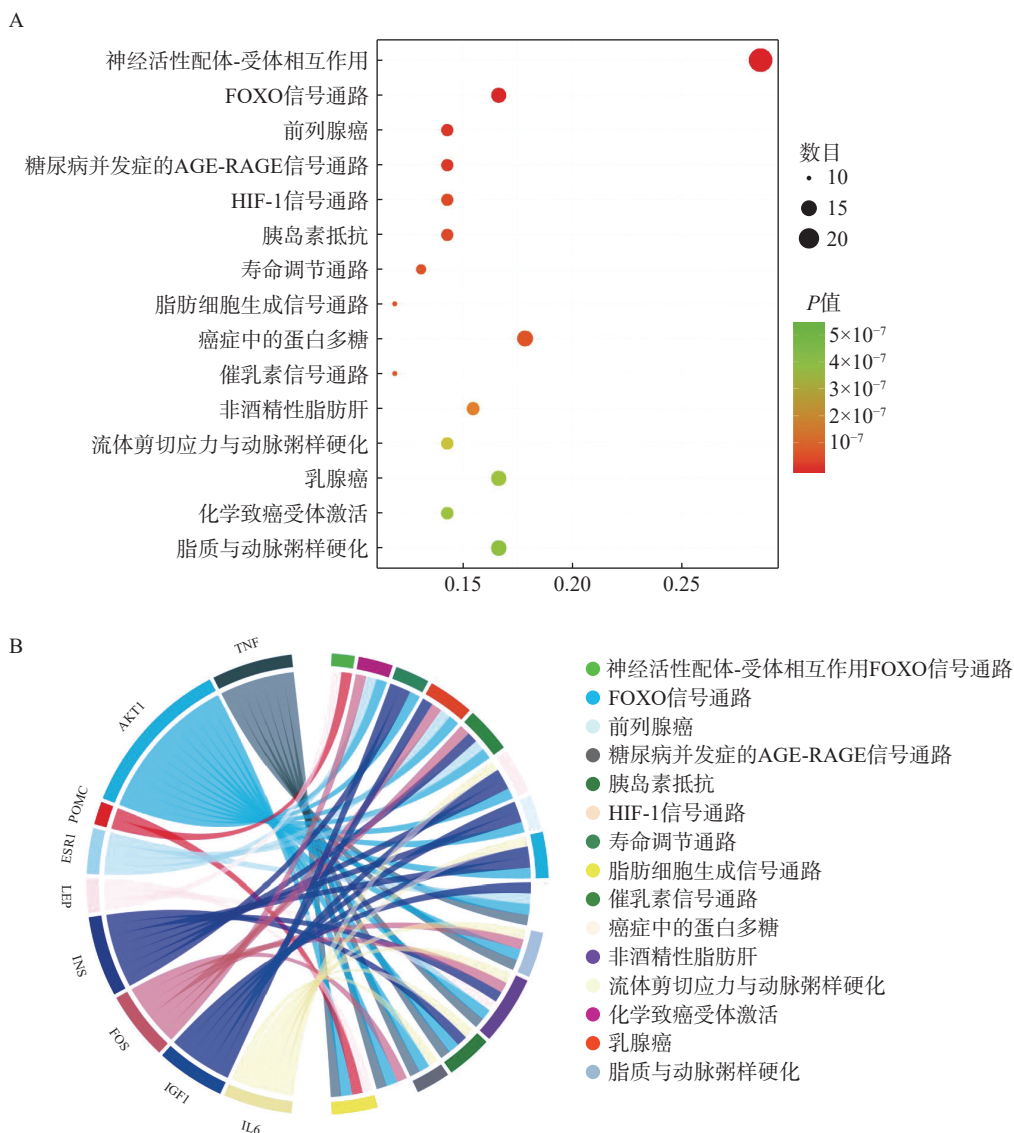 A
神经活性配体-受体相互作用
FOXO信号通路
前列腺癌
糖尿病并发症的AGE-RAGE信号通路
HIF-1信号通路
胰岛素抵抗
寿命调节通路
脂肪细胞生成信号通路
癌症中的蛋白多糖
催乳素信号通路
非酒精性脂肪肝
流体剪切应力与动脉粥样硬化
乳腺癌
化学致癌受体激活
脂质与动脉粥样硬化
0.15
0.20
0.25
数目
10
15
20
P值
5×10⁻⁷
4×10⁻⁷
3×10⁻⁷
2×10⁻⁷
10⁻⁷
B
TNF
AKT1
POMC
ESR1
LEP
INS
FOS
IGF1
IL6
神经活性配体-受体相互作用FOXO信号通路
FOXO信号通路
前列腺癌
糖尿病并发症的AGE-RAGE信号通路
胰岛素抵抗
HIF-1信号通路
寿命调节通路
脂肪细胞生成信号通路
催乳素信号通路
癌症中的蛋白多糖
非酒精性脂肪肝
流体剪切应力与动脉粥样硬化
化学致癌受体激活
乳腺癌
脂质与动脉粥样硬化